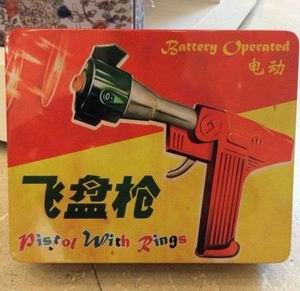 Battery Operated
电动
飞盘枪
Pistol With Rings